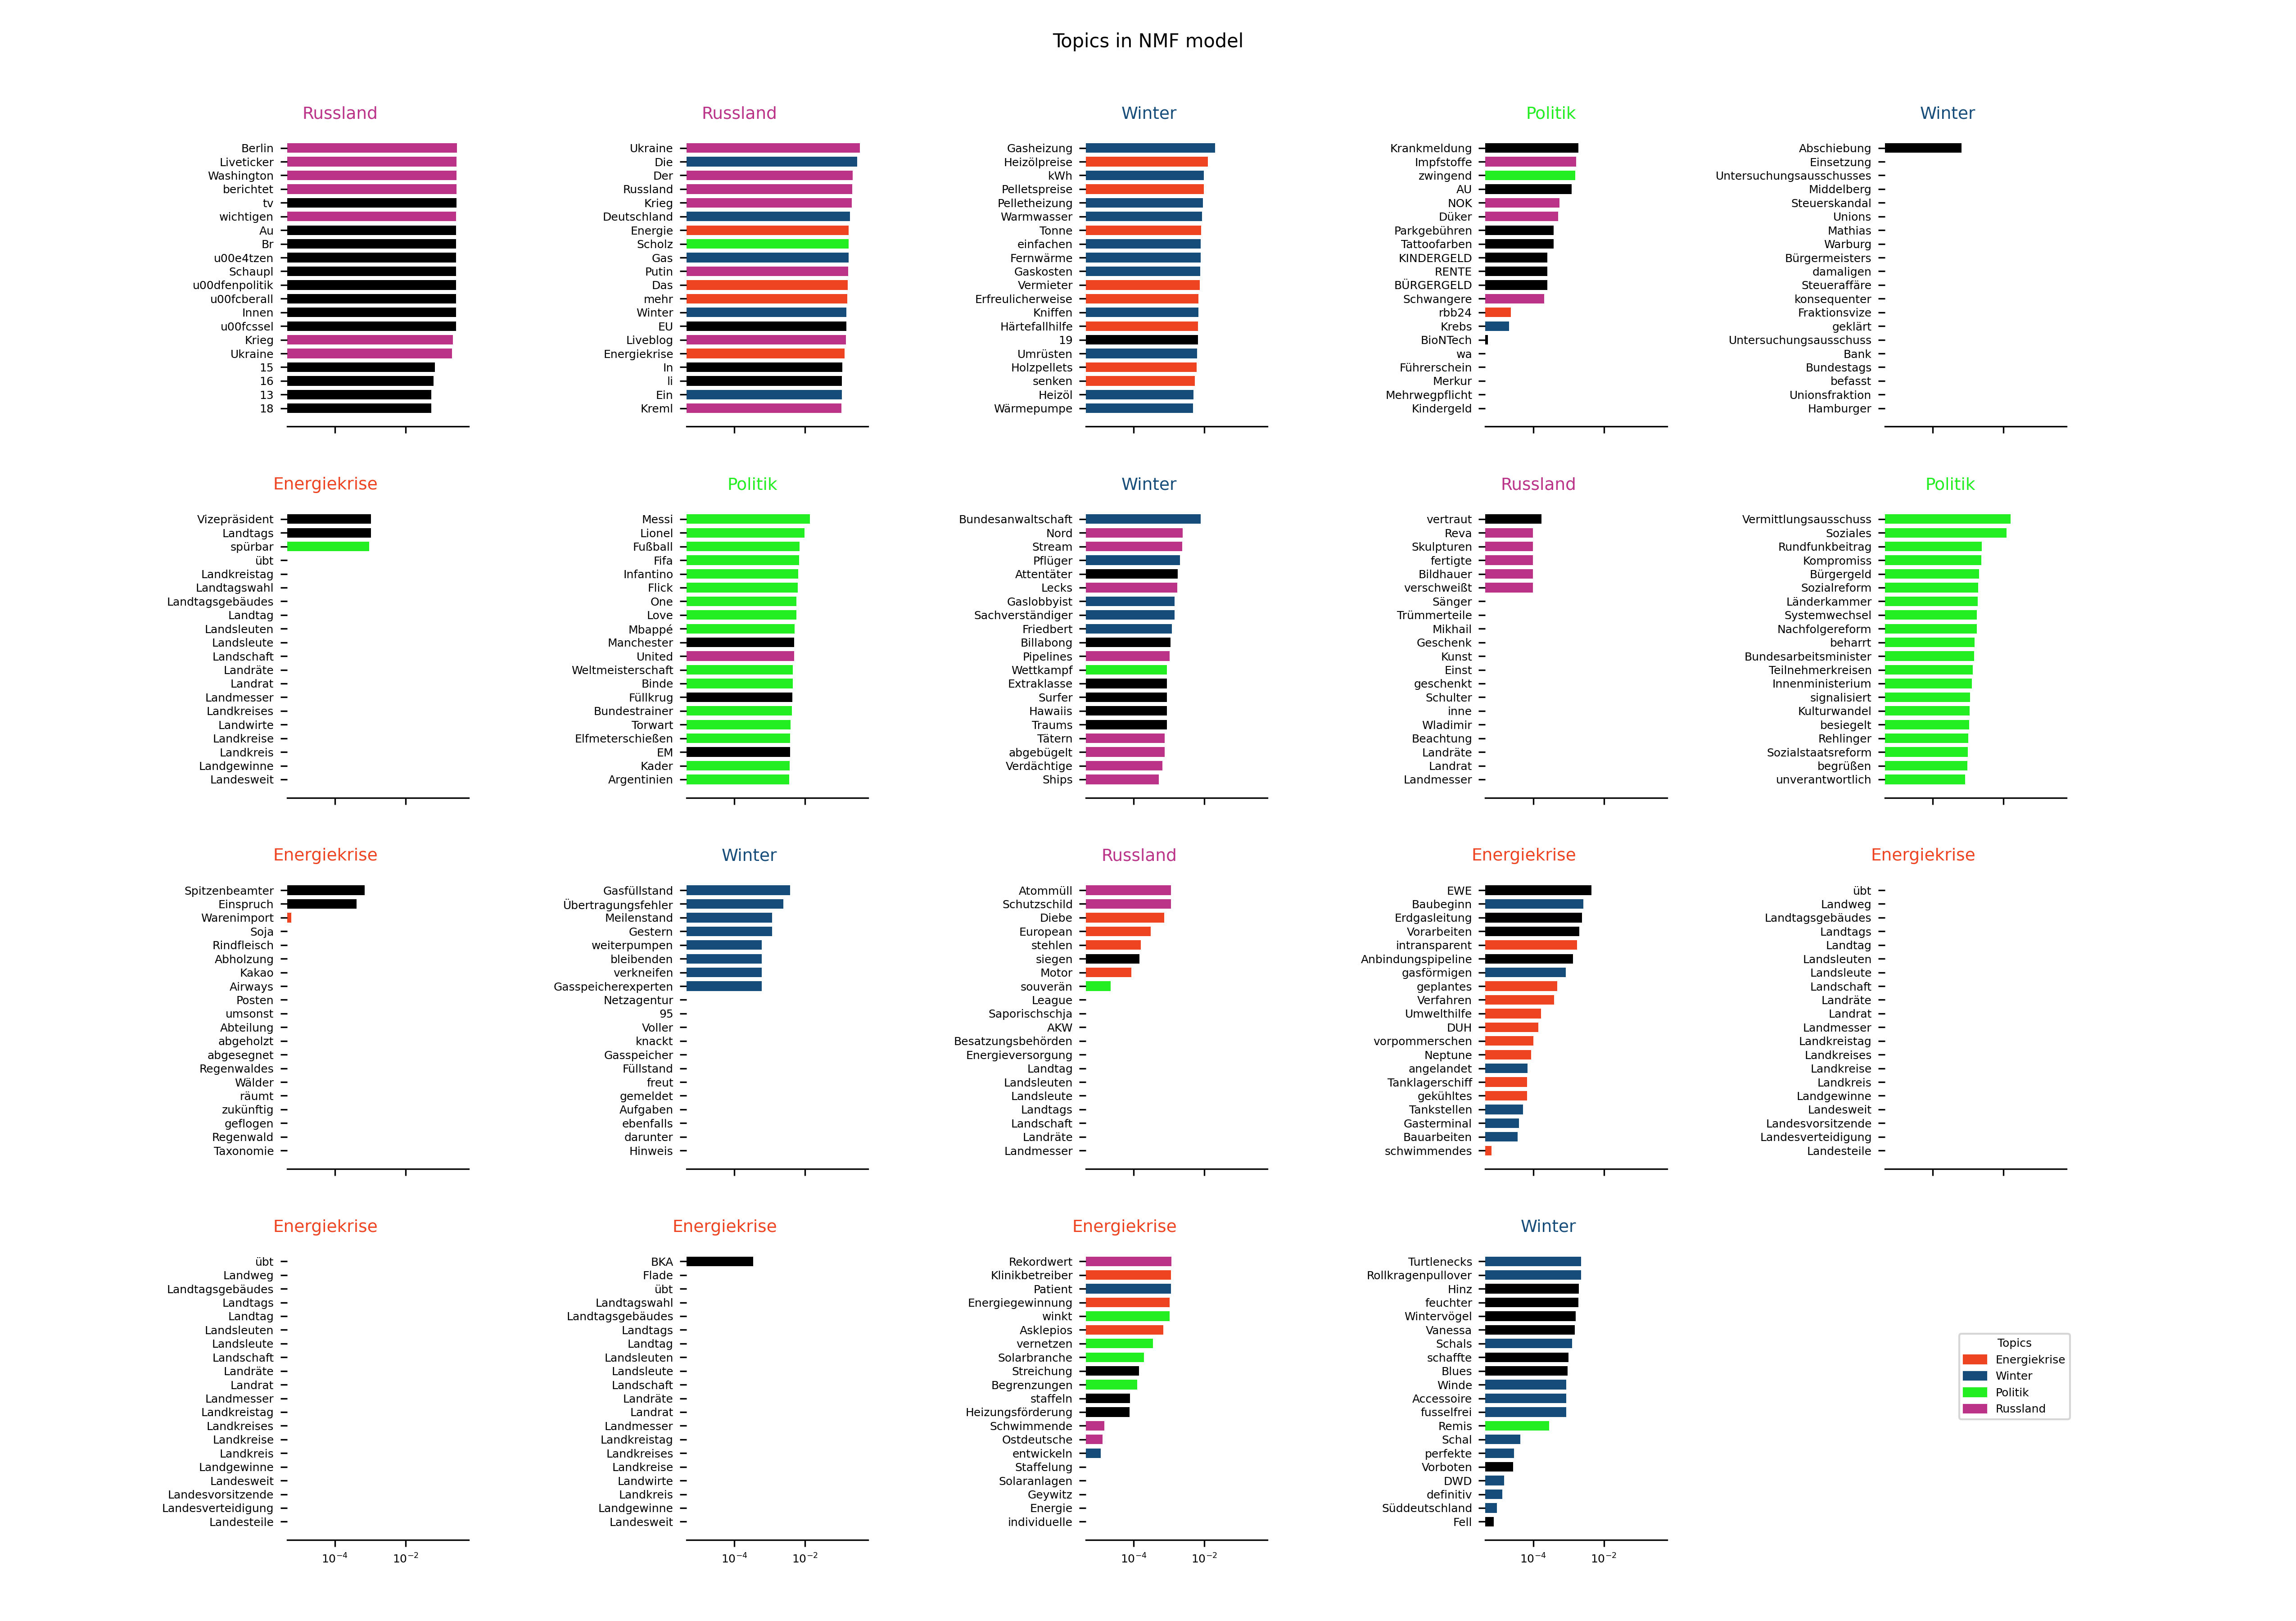 Topics in NMF model
Russland
Berlin
Liveticker
Washington
berichtet
tv
wichtigen
Au
Br
u00e4tzen
Schaupl
u00dfenpolitik
u00fcberall
Innen
u00fcssel
Krieg
Ukraine
15
16
13
18
Russland
Ukraine
Die
Der
Russland
Krieg
Deutschland
Energie
Scholz
Gas
Putin
Das
mehr
Winter
EU
Liveblog
Energiekrise
In
li
Ein
Kreml
Winter
Gasheizung
Heizölpreise
kWh
Pelletspreise
Pelletheizung
Warmwasser
Tonne
einfachen
Fernwärme
Gaskosten
Vermieter
Erfreulicherweise
Kniffen
Härtefallhilfe
19
Umrüsten
Holzpellets
senken
Heizöl
Wärmepumpe
Politik
Krankmeldung
Impfstoffe
zwingend
AU
NOK
Düker
Parkgebühren
Tattoofarben
KINDERGELD
RENTE
BÜRGERGELD
Schwangere
rbb24
Krebs
BioNTech
wa
Führerschein
Merkur
Mehrwegpflicht
Kindergeld
Winter
Abschiebung
Einsetzung
Untersuchungsausschusses
Middelberg
Steuerskandal
Unions
Mathias
Warburg
Bürgermeisters
damaligen
Steueraffäre
konsequenter
Fraktionsvize
geklärt
Untersuchungsausschuss
Bank
Bundestags
befasst
Unionsfraktion
Hamburger
Energiekrise
Vizepräsident
Landtags
spürbar
übt
Landkreistag
Landtagswahl
Landtagsgebäudes
Landtag
Landsleuten
Landsleute
Landschaft
Landräte
Landrat
Landmesser
Landkreises
Landwirte
Landkreise
Landkreis
Landgewinne
Landesweit
Politik
Messi
Lionel
Fußball
Fifa
Infantino
Flick
One
Love
Mbappé
Manchester
United
Weltmeisterschaft
Binde
Füllkrug
Bundestrainer
Torwart
Elfmeterschießen
EM
Kader
Argentinien
Winter
Bundesanwaltschaft
Nord
Stream
Pflüger
Attentäter
Lecks
Gaslobbyist
Sachverständiger
Friedbert
Billabong
Pipelines
Wettkampf
Extraklasse
Surfer
Hawaiis
Traums
Tätern
abgebügelt
Verdächtige
Ships
Russland
vertraut
Reva
Skulpturen
fertigte
Bildhauer
verschweißt
Sänger
Trümmerteile
Mikhail
Geschenk
Kunst
Einst
geschenkt
Schulter
inne
Wladimir
Beachtung
Landräte
Landrat
Landmesser
Politik
Vermittlungsausschuss
Soziales
Rundfunkbeitrag
Kompromiss
Bürgergeld
Sozialreform
Länderkammer
Systemwechsel
Nachfolgereform
beharrt
Bundesarbeitsminister
Teilnehmerkreisen
Innenministerium
signalisiert
Kulturwandel
besiegelt
Rehlinger
Sozialstaatsreform
begrüßen
unverantwortlich
Energiekrise
Spitzenbeamter
Einspruch
Warenimport
Soja
Rindfleisch
Abholzung
Kakao
Airways
Posten
umsonst
Abteilung
abgeholzt
abgesegnet
Regenwaldes
Wälder
räumt
zukünftig
geflogen
Regenwald
Taxonomie
Winter
Gasfüllstand
Übertragungsfehler
Meilenstand
Gestern
weiterpumpen
bleibenden
verkneifen
Gasspeicherexperten
Netzagentur
95
Voller
knackt
Gasspeicher
Füllstand
freut
gemeldet
Aufgaben
ebenfalls
darunter
Hinweis
Russland
Atommüll
Schutzschild
Diebe
European
stehlen
siegen
Motor
souverän
League
Saporischschja
AKW
Besatzungsbehörden
Energieversorgung
Landtag
Landsleuten
Landsleute
Landtags
Landschaft
Landräte
Landmesser
Energiekrise
EWE
Baubeginn
Erdgasleitung
Vorarbeiten
intransparent
Anbindungspipeline
gasförmigen
geplantes
Verfahren
Umwelthilfe
DUH
vorpommerschen
Neptune
angelandet
Tanklagerschiff
gekühltes
Tankstellen
Gasterminal
Bauarbeiten
schwimmendes
Energiekrise
übt
Landweg
Landtagsgebäudes
Landtags
Landtag
Landsleuten
Landsleute
Landschaft
Landräte
Landrat
Landmesser
Landkreistag
Landkreises
Landkreise
Landkreis
Landgewinne
Landesweit
Landesvorsitzende
Landesverteidigung
Landesteile
Energiekrise
übt
Landweg
Landtagsgebäudes
Landtags
Landtag
Landsleuten
Landsleute
Landschaft
Landräte
Landrat
Landmesser
Landkreistag
Landkreises
Landkreise
Landkreis
Landgewinne
Landesweit
Landesvorsitzende
Landesverteidigung
Landesteile
10⁻⁴ 10⁻²
Energiekrise
BKA
Flade
übt
Landtagswahl
Landtagsgebäudes
Landtags
Landtag
Landsleuten
Landsleute
Landschaft
Landräte
Landrat
Landmesser
Landkreistag
Landkreises
Landkreise
Landwirte
Landkreis
Landgewinne
Landesweit
10⁻⁴ 10⁻²
Energiekrise
Rekordwert
Klinikbetreiber
Patient
Energiegewinnung
winkt
Asklepios
vernetzen
Solarbranche
Streichung
Begrenzungen
staffeln
Heizungsförderung
Schwimmende
Ostdeutsche
entwickeln
Staffelung
Solaranlagen
Geywitz
Energie
individuelle
10⁻⁴ 10⁻²
Winter
Turtlenecks
Rollkragenpullover
Hinz
feuchter
Wintervögel
Vanessa
Schals
schaffte
Blues
Winde
Accessoire
fusselfrei
Remis
Schal
perfekte
Vorboten
DWD
definitiv
Süddeutschland
Fell
10⁻⁴ 10⁻²
Topics
Energiekrise
Winter
Politik
Russland